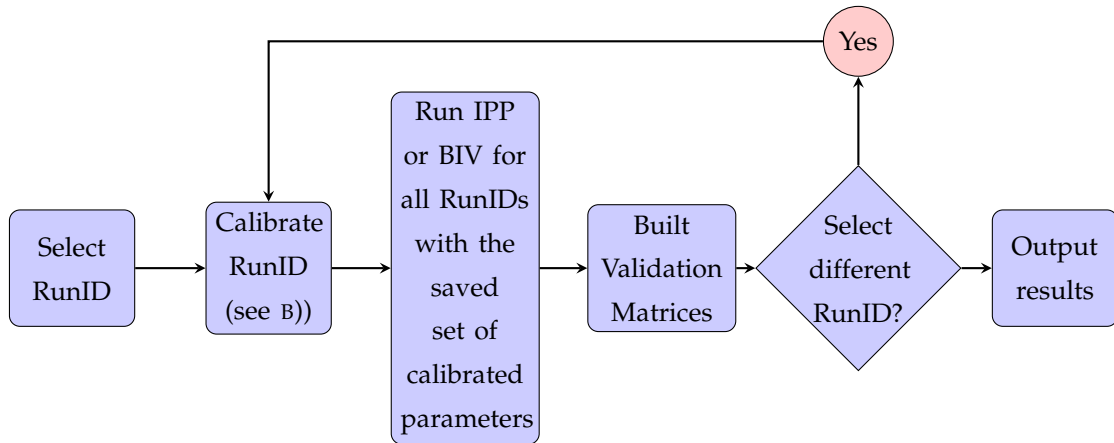 Select
RunID
Calibrate
RunID
(see B))
Run IPP
or BIV for
all RunIDs
with the
saved
set of
calibrated
parameters
Built
Validation
Matrices
Select
different
RunID?
Yes
Output
results